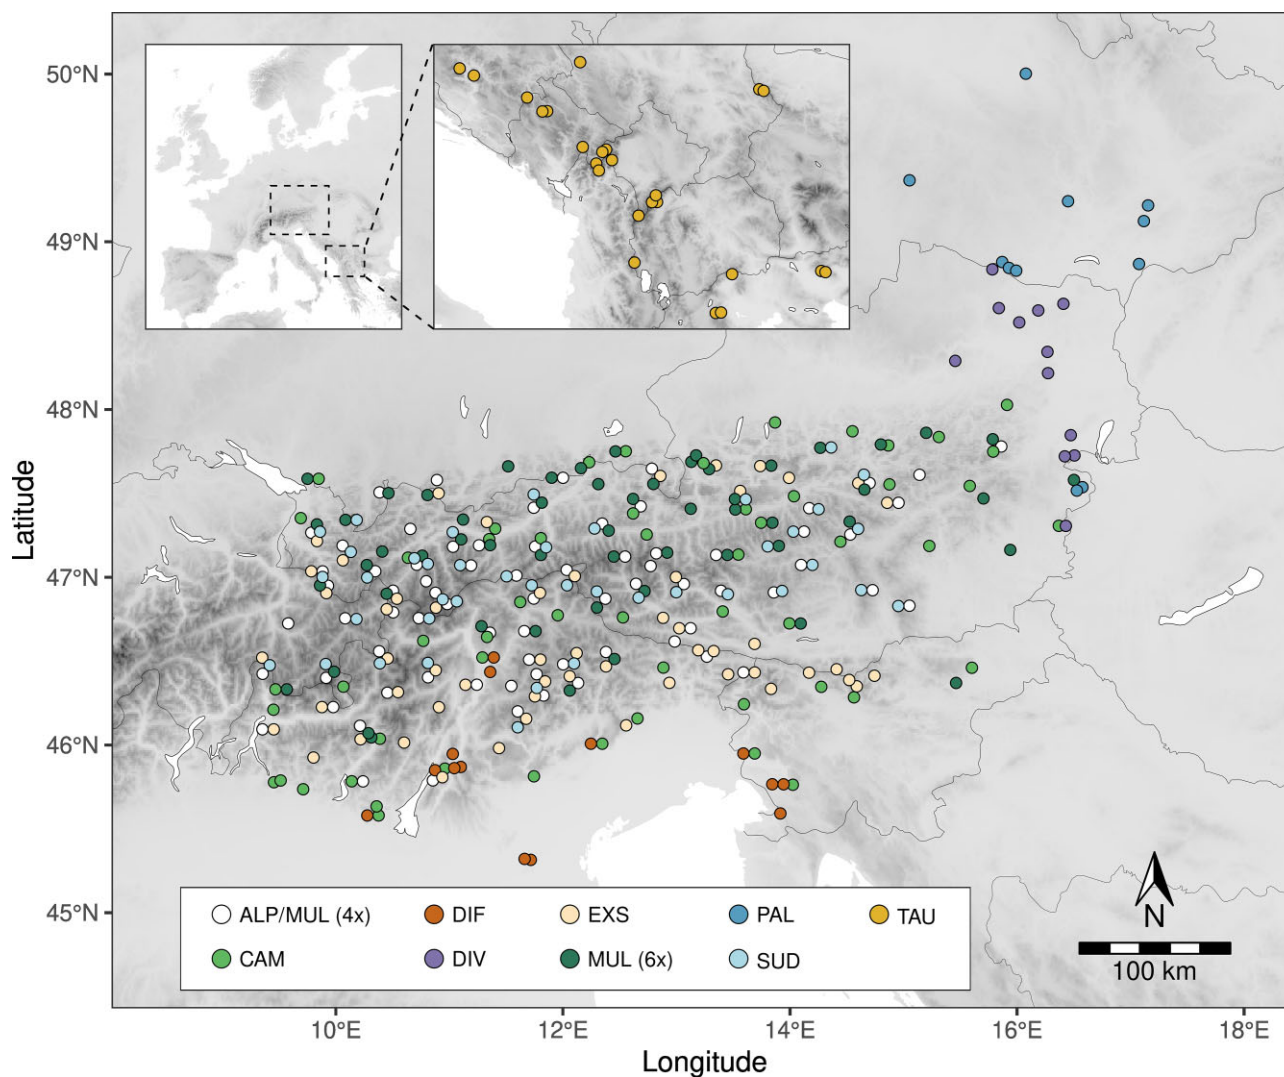 50°N
49°N
48°N
47°N
46°N
45°N
Latitude
ALP/MUL (4x)
DIF
EXS
PAL
TAU
CAM
DIV
MUL (6x)
SUD
N
100 km
10°E
12°E
14°E
16°E
18°E
Longitude